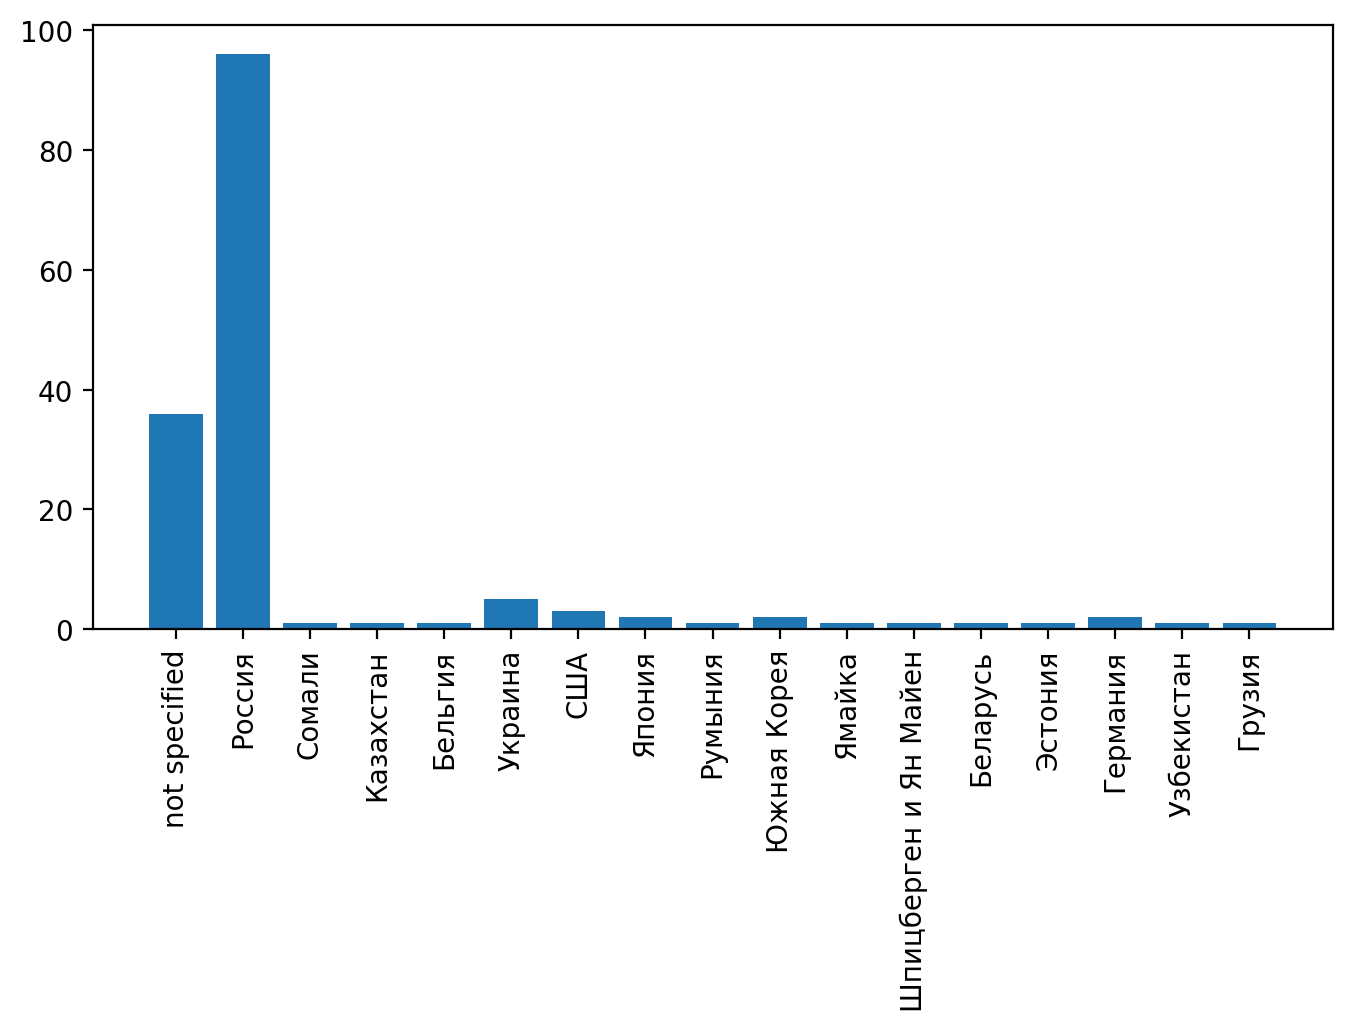 100
80
60
40
20
0
not specified
Россия
Сомали
Казахстан
Бельгия
Украина
США
Япония
Румыния
Южная Корея
Ямайка
Шпицберген и Ян Майен
Беларусь
Эстония
Германия
Узбекистан
Грузия